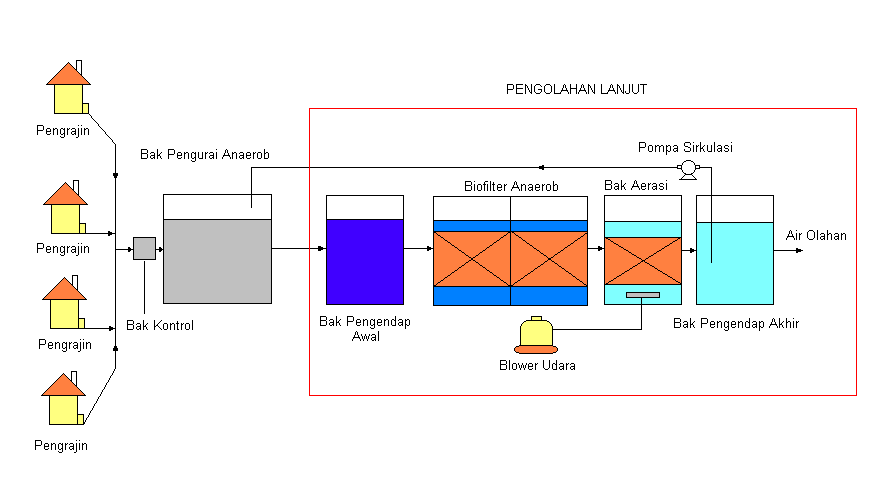 PENGOLAHAN LANJUT
Pengrajin
Bak Pengurai Anaerob
Pompa Sirkulasi
Biofilter Anaerob
Bak Aerasi
Pengrajin
Air Olahan
Bak Kontrol
Bak Pengendap
Awal
Bak Pengendap Akhir
Pengrajin
Blower Udara
Pengrajin